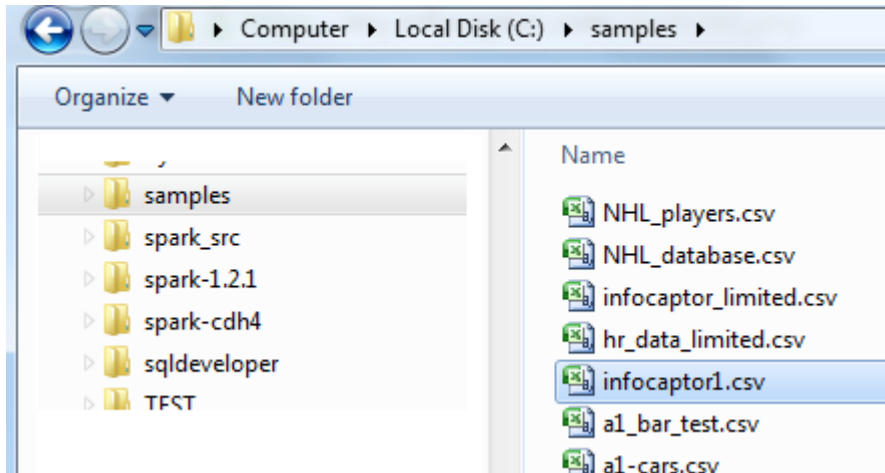 Computer ▸ Local Disk (C:) ▸ samples ▸
Organize ▾ New folder
samples
spark_src
spark-1.2.1
spark-cdh4
sqldeveloper
TEST
Name
NHL_players.csv
NHL_database.csv
infocaptor_limited.csv
hr_data_limited.csv
infocaptor1.csv
a1_bar_test.csv
a1-cars.csv